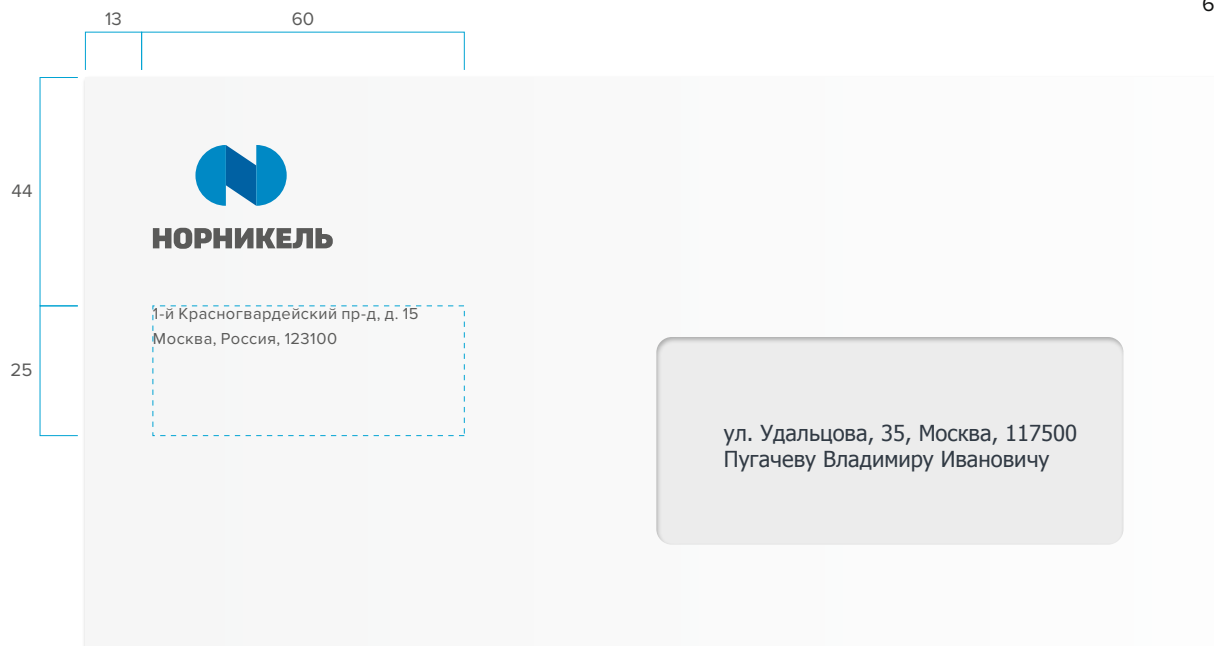 6
13 60
44
НОРНИКЕЛЬ
1-й Красногвардейский пр-д, д. 15
Москва, Россия, 123100
25
ул. Удальцова, 35, Москва, 117500
Пугачеву Владимиру Ивановичу